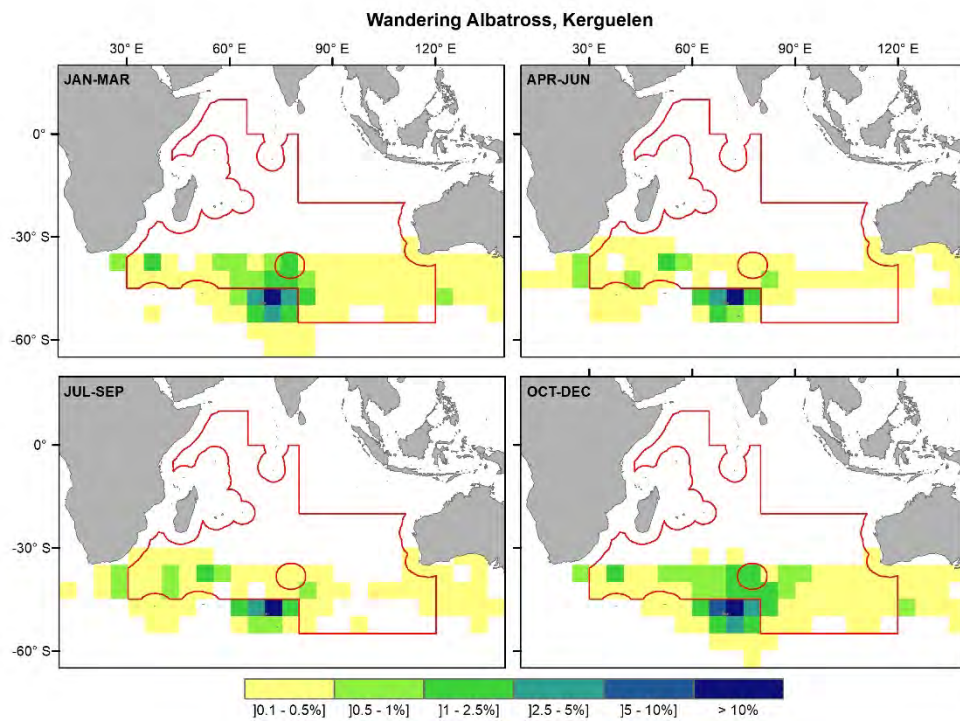 Wandering Albatross, Kerguelen
30° E 60° E 90° E 120° E 30° E 60° E 90° E 120° E
JAN-MAR APR-JUN
0°
-30°
-60° S
JUL-SEP OCT-DEC
0°
-30°
-60° S
]0.1 - 0.5%] ]0.5 - 1%] ]1 - 2.5%] ]2.5 - 5%] ]5 - 10%] > 10%